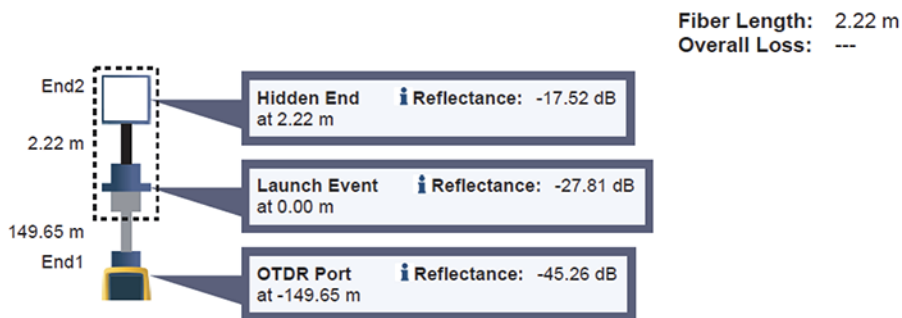 Fiber Length: 2.22 m
Overall Loss: ---
End2
Hidden End i Reflectance: -17.52 dB
at 2.22 m
2.22 m
Launch Event i Reflectance: -27.81 dB
at 0.00 m
149.65 m
End1
OTDR Port i Reflectance: -45.26 dB
at -149.65 m